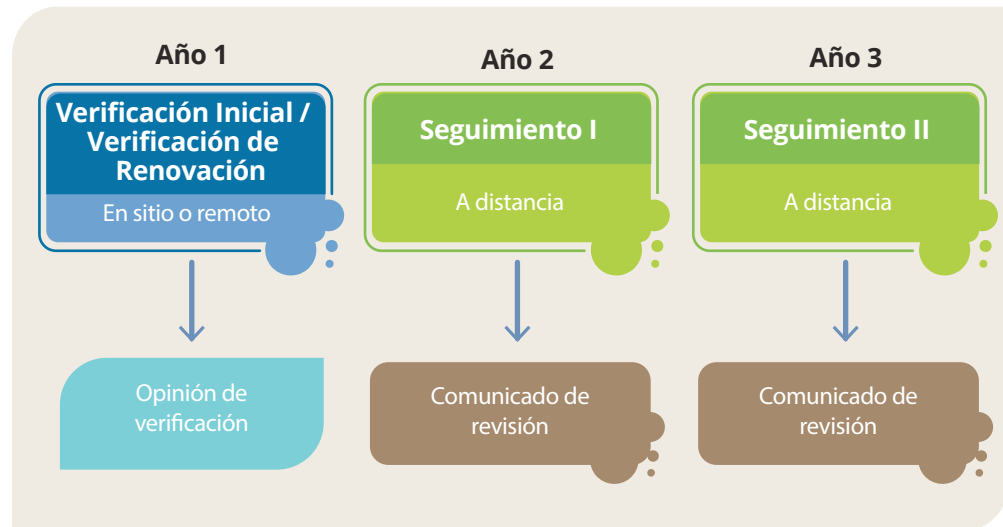 Año 1
Verificación Inicial /
Verificación de
Renovación
En sitio o remoto
Opinión de
verificación
Año 2
Seguimiento I
A distancia
Comunicado de
revisión
Año 3
Seguimiento II
A distancia
Comunicado de
revisión